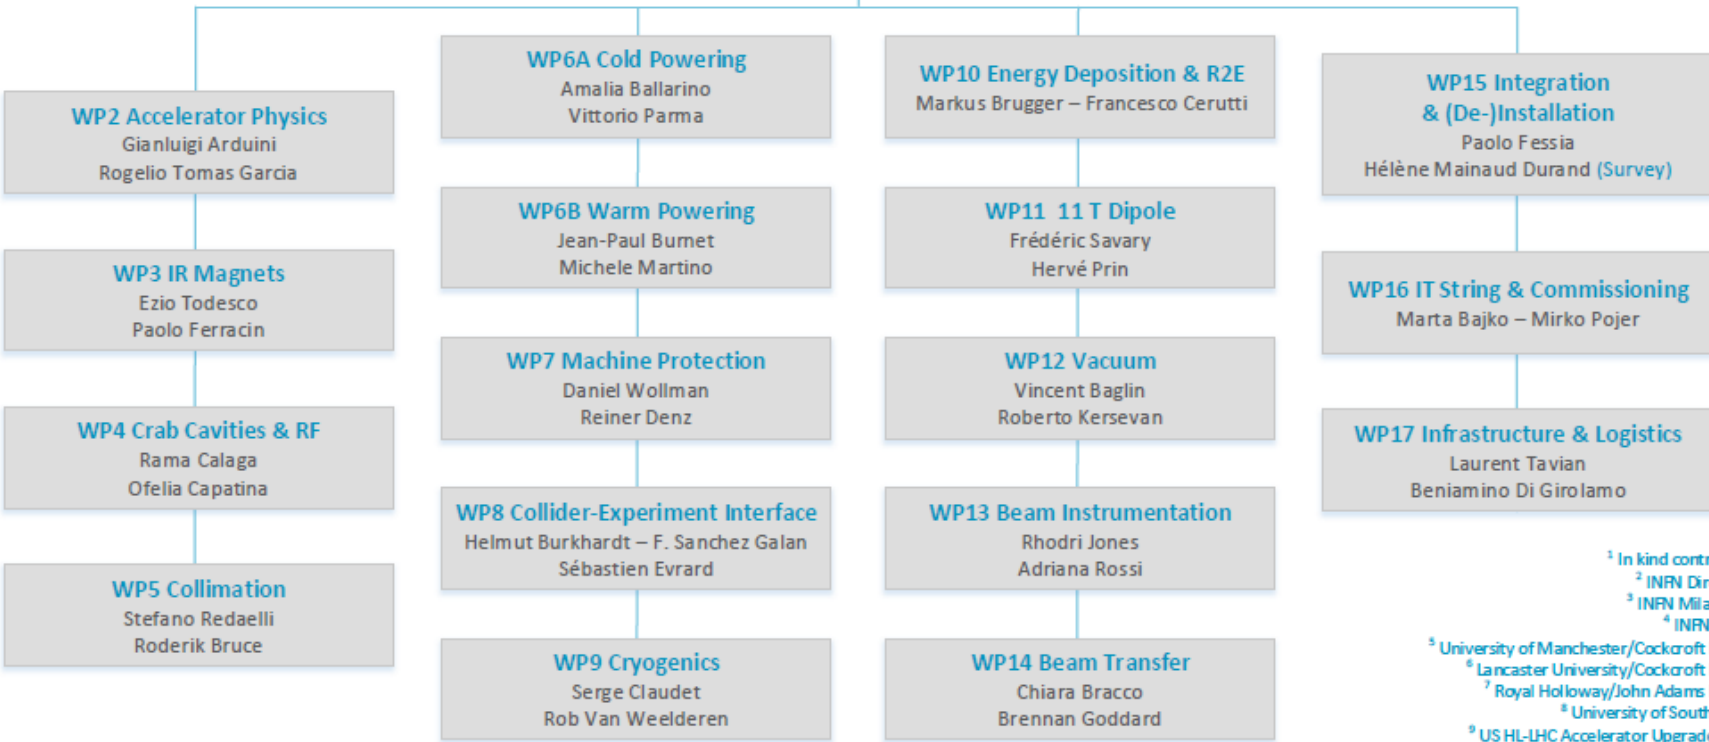 WP2 Accelerator Physics
Gianluigi Arduini
Rogelio Tomas Garcia
WP3 IR Magnets
Ezio Todesco
Paolo Ferracin
WP4 Crab Cavities & RF
Rama Calaga
Ofelia Capatina
WP5 Collimation
Stefano Redaelli
Roderik Bruce
WP6A Cold Powering
Amalia Ballarino
Vittorio Parma
WP6B Warm Powering
Jean-Paul Burnet
Michele Martino
WP7 Machine Protection
Daniel Wollman
Reiner Denz
WP8 Collider-Experiment Interface
Helmut Burkhardt – F. Sanchez Galan
Sébastien Evrard
WP9 Cryogenics
Serge Claudet
Rob Van Weelderen
WP10 Energy Deposition & R2E
Markus Brugger – Francesco Cerutti
WP11 11 T Dipole
Frédéric Savary
Hervé Prin
WP12 Vacuum
Vincent Baglin
Roberto Kersevan
WP13 Beam Instrumentation
Rhodri Jones
Adriana Rossi
WP14 Beam Transfer
Chiara Bracco
Brennan Goddard
WP15 Integration
& (De-)Installation
Paolo Fessia
Hélène Mainaud Durand (Survey)
WP16 IT String & Commissioning
Marta Bajko – Mirko Pojer
WP17 Infrastructure & Logistics
Laurent Tavian
Beniamino Di Girolamo
1 In kind
2 INFN
3 INFN
4 INFN
5 University of Manchester/Cockcroft
6 Lancaster University/Cockcroft
7 Royal Holloway/John Adams
8 University of
9 US HL-LHC Accelerator